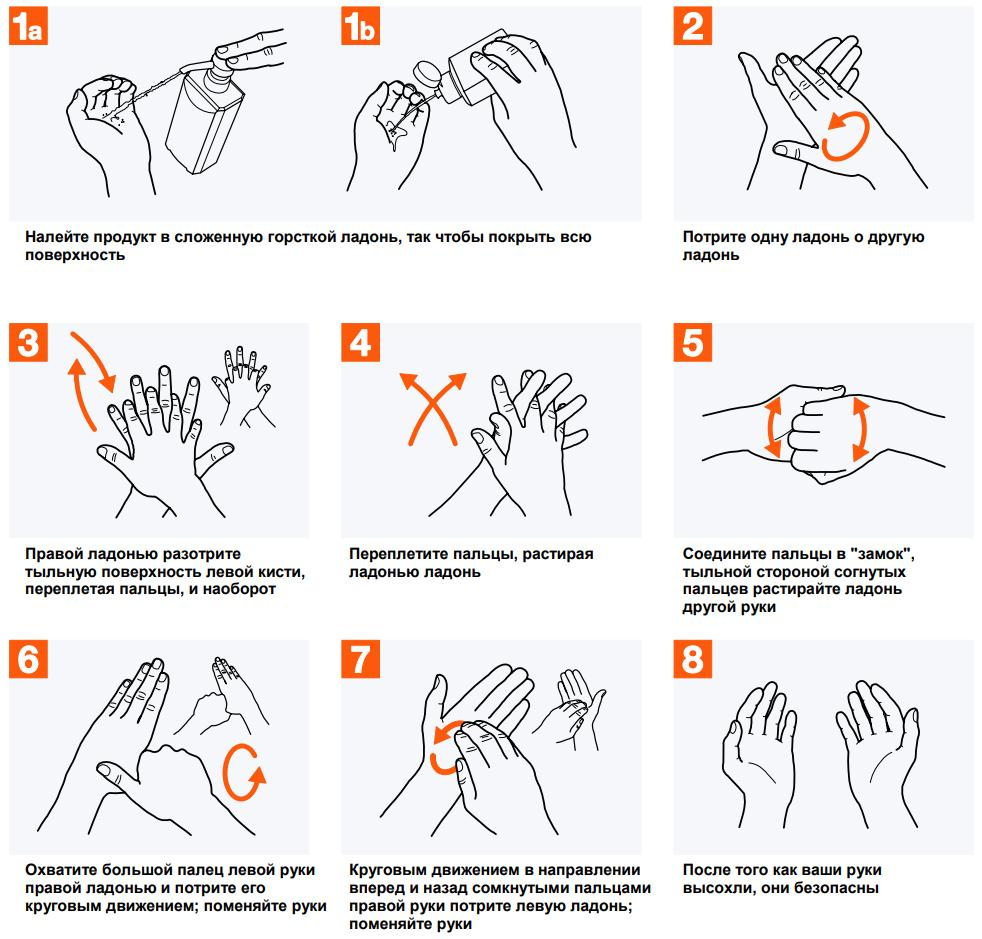 1a
1b
2
Налейте продукт в сложенную горсткой ладонь, так чтобы покрыть всю
поверхность
Потрите одну ладонь о другую
ладонь
3
4
5
Правой ладонью разотрите
тыльную поверхность левой кисти,
переплетая пальцы, и наоборот
Переплетите пальцы, растирая
ладонью ладонь
Соедините пальцы в "замок",
тыльной стороной согнутых
пальцев растирайте ладонь
другой руки
6
7
8
Охватите большой палец левой руки
правой ладонью и потрите его
круговым движением; поменяйте руки
Круговым движением в направлении
вперед и назад сомкнутыми пальцами
правой руки потрите левую ладонь;
поменяйте руки
После того как ваши руки
высохли, они безопасны